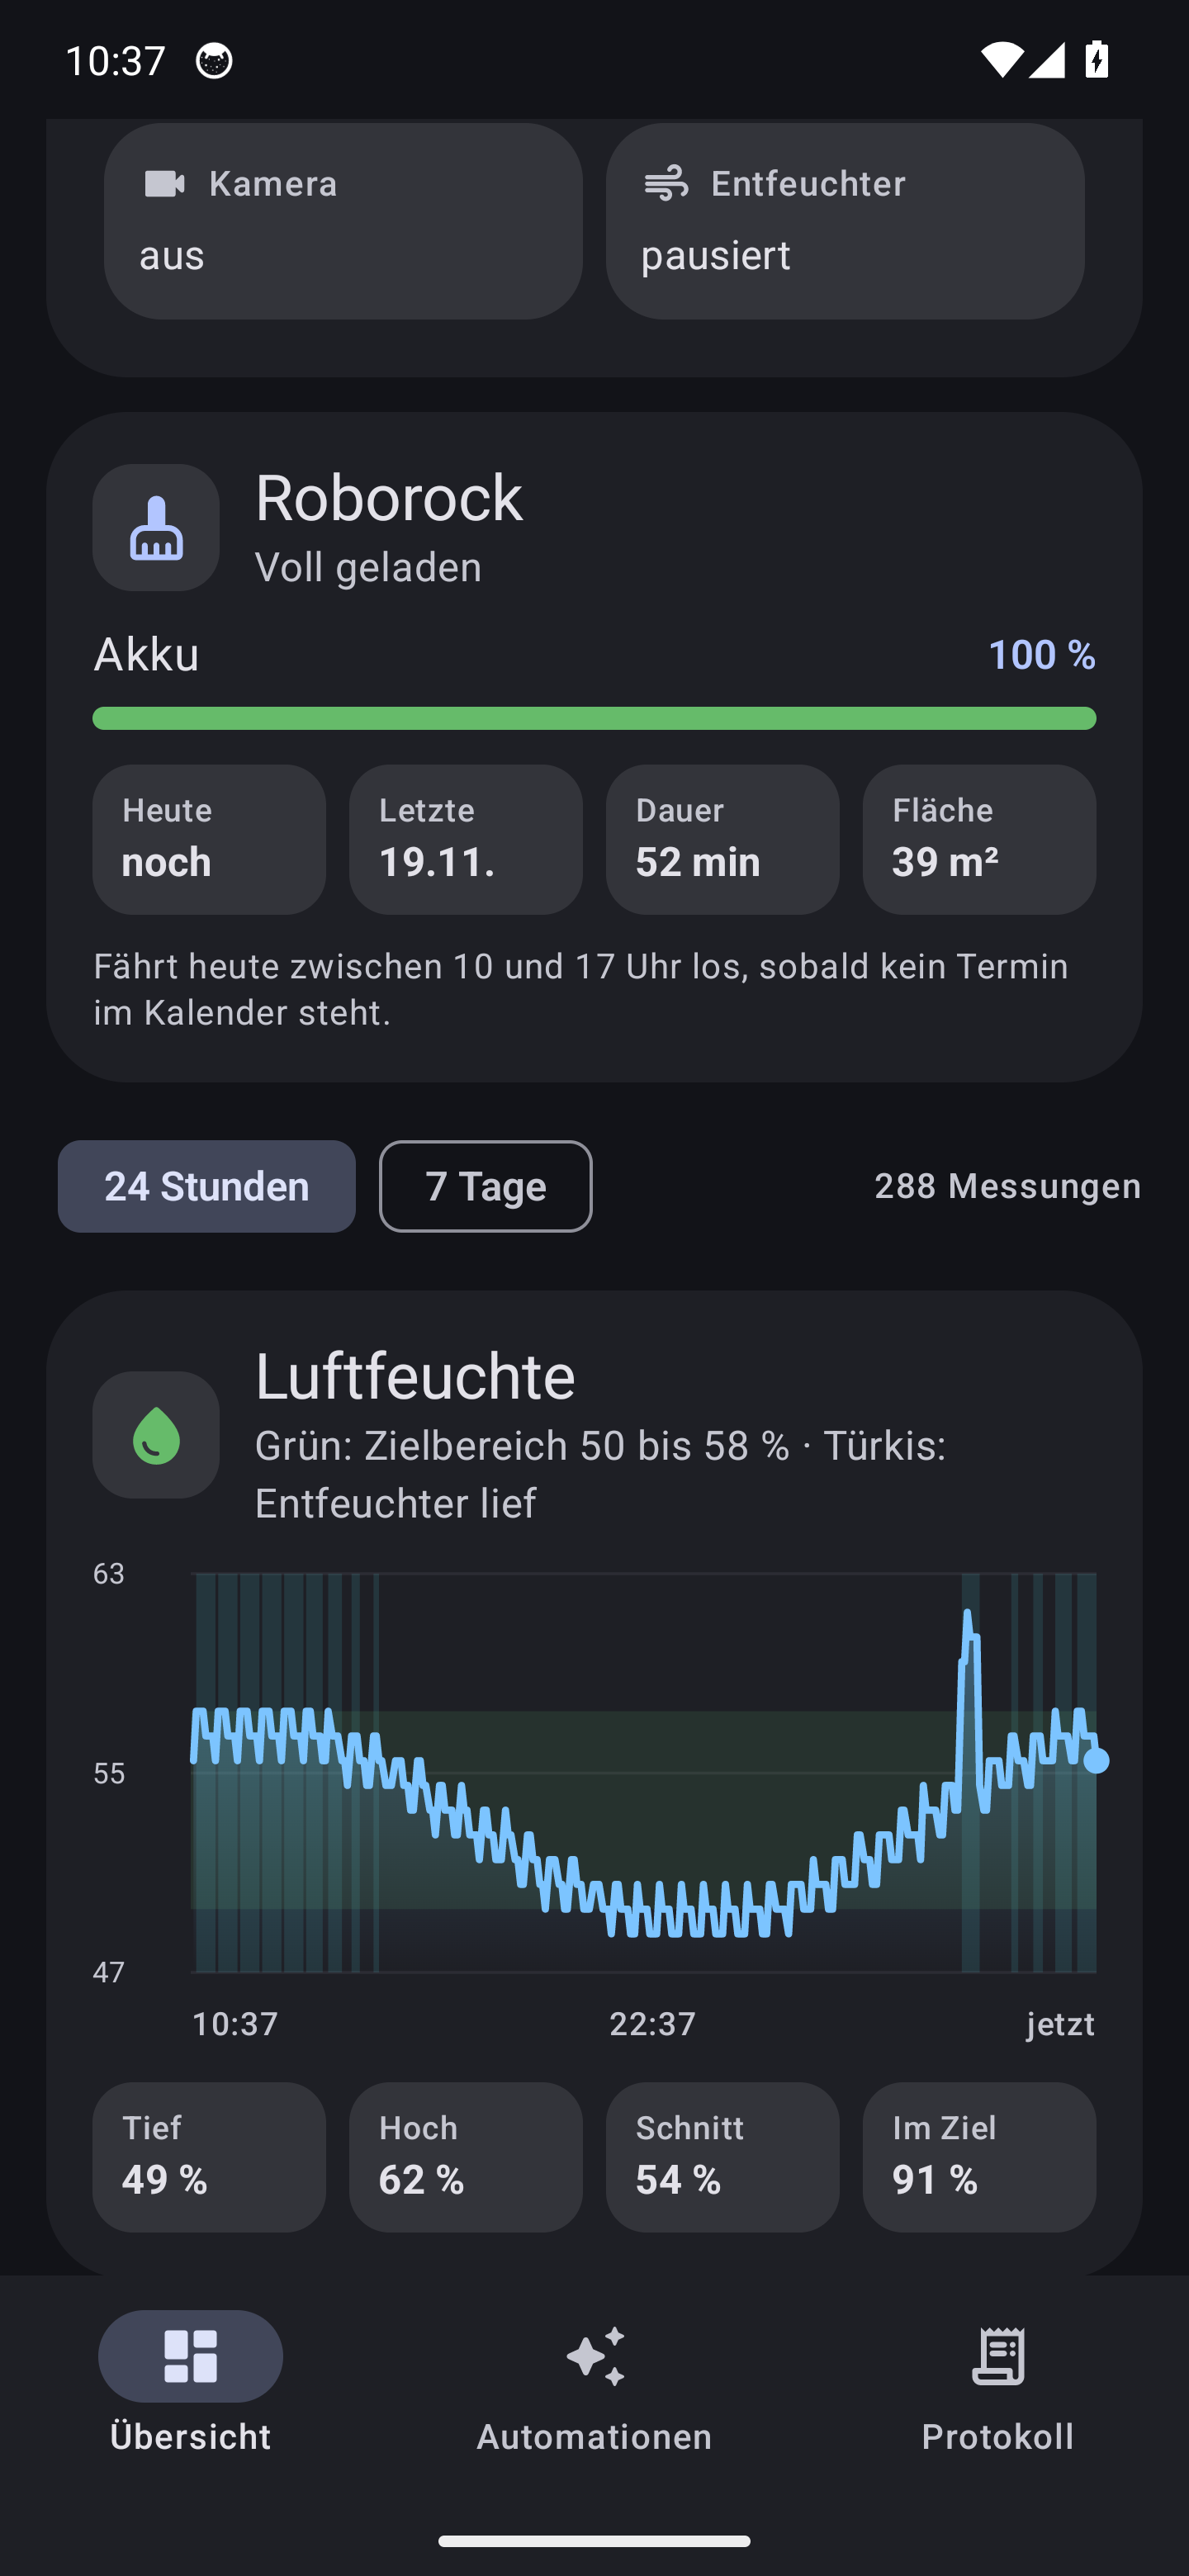 10:37
Kamera
aus
Entfeuchter
pausiert
Roborock
Voll geladen
Akku
100 %
Heute
noch
Letzte
19.11.
Dauer
52 min
Fläche
39 m²
Fährt heute zwischen 10 und 17 Uhr los, sobald kein Termin
im Kalender steht.
24 Stunden
7 Tage
288 Messungen
Luftfeuchte
Grün: Zielbereich 50 bis 58 % · Türkis:
Entfeuchter lief
63
55
47
10:37
22:37
jetzt
Tief
49 %
Hoch
62 %
Schnitt
54 %
Im Ziel
91 %
Übersicht
Automationen
Protokoll